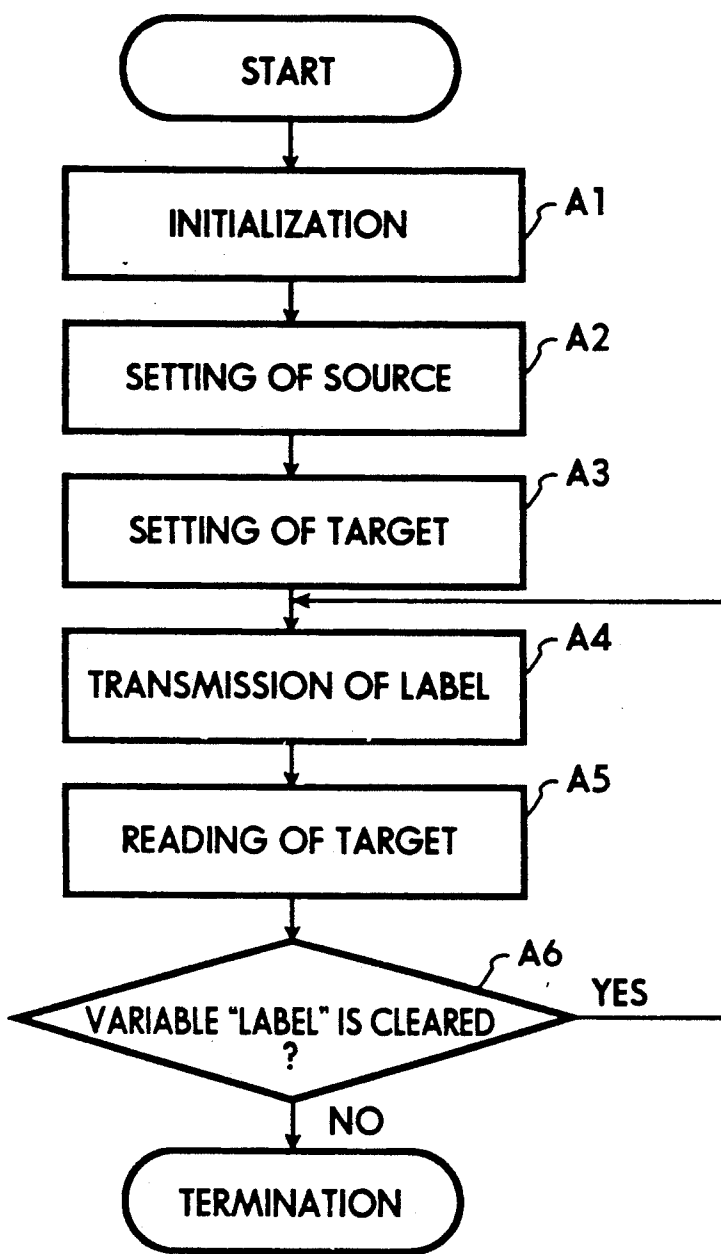 START
INITIALIZATION
A1
SETTING OF SOURCE
A2
SETTING OF TARGET
A3
TRANSMISSION OF LABEL
A4
READING OF TARGET
A5
VARIABLE "LABEL" IS CLEARED
?
A6
YES
NO
TERMINATION